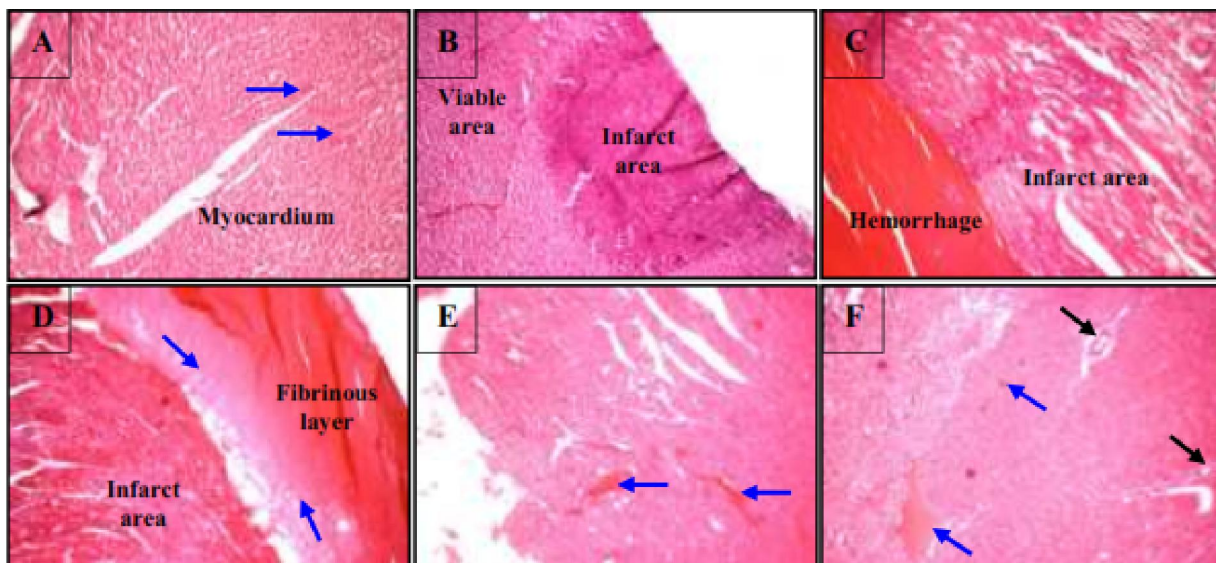 A
Myocardium
B
Viable
area
Infarct
area
C
Infarct area
Hemorrhage
D
Fibrinous
layer
Infarct
area
E
F